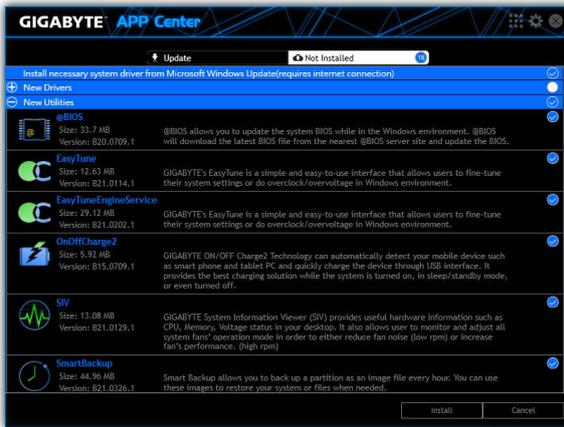 GIGABYTE™ APP Center
Update
Not Installed 18
Install necessary system driver from Microsoft Windows Update(requires internet connection)
New Drivers
New Utilities
@BIOS
Size: 33.7 MB
Version: B20.0709.1
@BIOS allows you to update the system BIOS while in the Windows environment. @BIOS
will download the latest BIOS file from the nearest @BIOS server site and update the BIOS.
EasyTune
Size: 12.63 MB
Version: B21.0114.1
GIGABYTE's EasyTune is a simple and easy-to-use interface that allows users to fine-tune
their system settings or do overclock/overvoltage in Windows environment.
EasyTuneEngineService
Size: 29.12 MB
Version: B21.0202.1
GIGABYTE's EasyTune is a simple and easy-to-use interface that allows users to fine-tune
their system settings or do overclock/overvoltage in Windows environment.
OnOffCharge2
Size: 5.92 MB
Version: B15.0709.1
GIGABYTE ON/OFF Charge2 Technology can automatically detect your mobile device such
as smart phone and tablet PC and quickly charge the device through USB interface. It
provides the best charging solution while the system is turned on, in sleep/standby mode,
or even turned off.
SIV
Size: 13.08 MB
Version: B21.0129.1
GIGABYTE System Information Viewer (SIV) provides useful hardware information such as
CPU, Memory, Voltage status in your desktop. It also allows user to monitor and adjust all
system fans' operation mode in order to either reduce fan noise (low rpm) or increase
fan's performance. (high rpm)
SmartBackup
Size: 44.96 MB
Version: B21.0326.1
Smart Backup allows you to back up a partition as an image file every hour. You can use
these images to restore your system or files when needed.
Install
Cancel